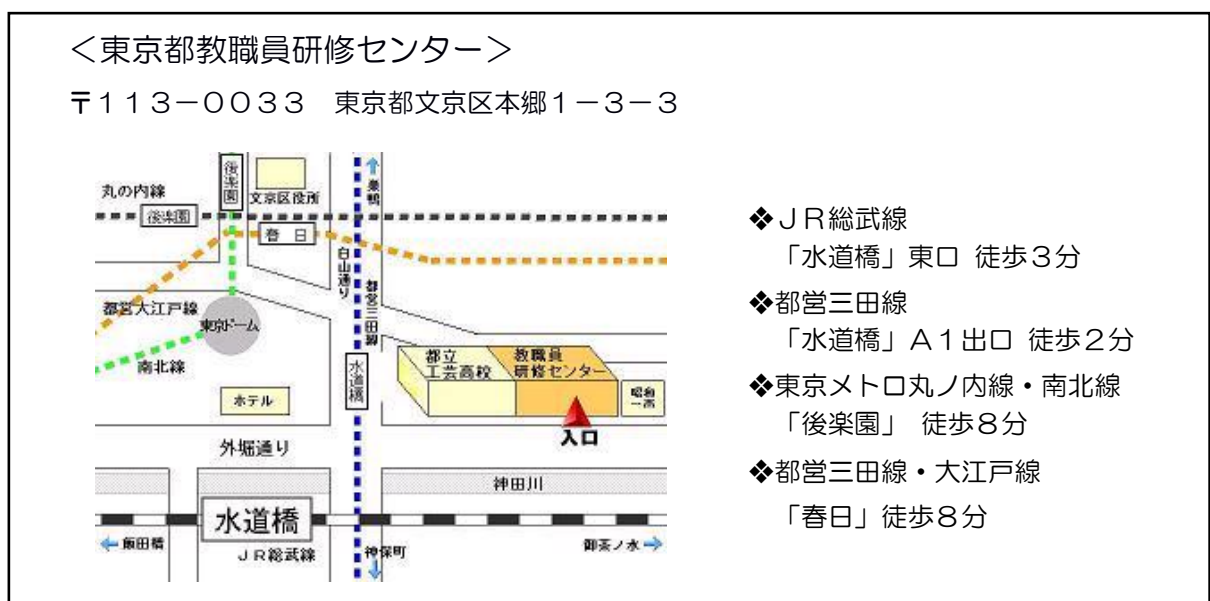 ＜東京都教職員研修センター＞
〒１１３－００３３　東京都文京区本郷１－３－３
後楽園
文京区役所
巣鴨
丸の内線
後楽園
春 日
白山通り
都営三田線
都営大江戸線
東京ドーム
南北線
水道橋
都立
工芸高校
教職員
研修センター
昭和
一高
ホテル
入口
外堀通り
神田川
水道橋
飯田橋
ＪＲ総武線
神保町
御茶ノ水
❖ＪＲ総武線
「水道橋」東口 徒歩３分
❖都営三田線
「水道橋」Ａ１出口 徒歩２分
❖東京メトロ丸ノ内線・南北線
「後楽園」 徒歩８分
❖都営三田線・大江戸線
「春日」徒歩８分